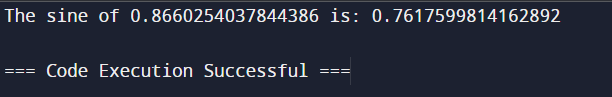 The sine of 0.8660254037844386 is: 0.7617599814162892
=== Code Execution Successful ===